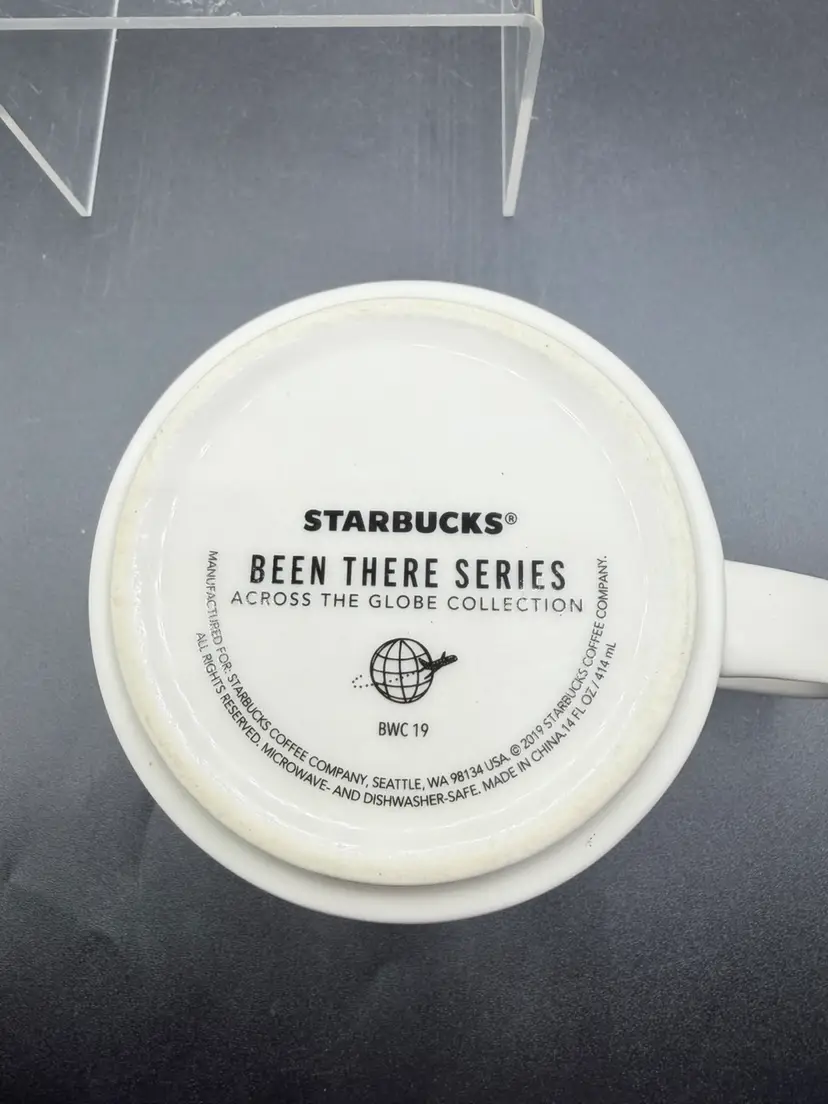 STARBUCKS®
BEEN THERE SERIES
ACROSS THE GLOBE COLLECTION
BWC 19
MANUFACTURED FOR: STARBUCKS COFFEE COMPANY, SEATTLE, WA 98134 USA. © 2019 STARBUCKS COFFEE COMPANY.
ALL RIGHTS RESERVED. MICROWAVE- AND DISHWASHER-SAFE. MADE IN CHINA.14 FL OZ / 414 mL